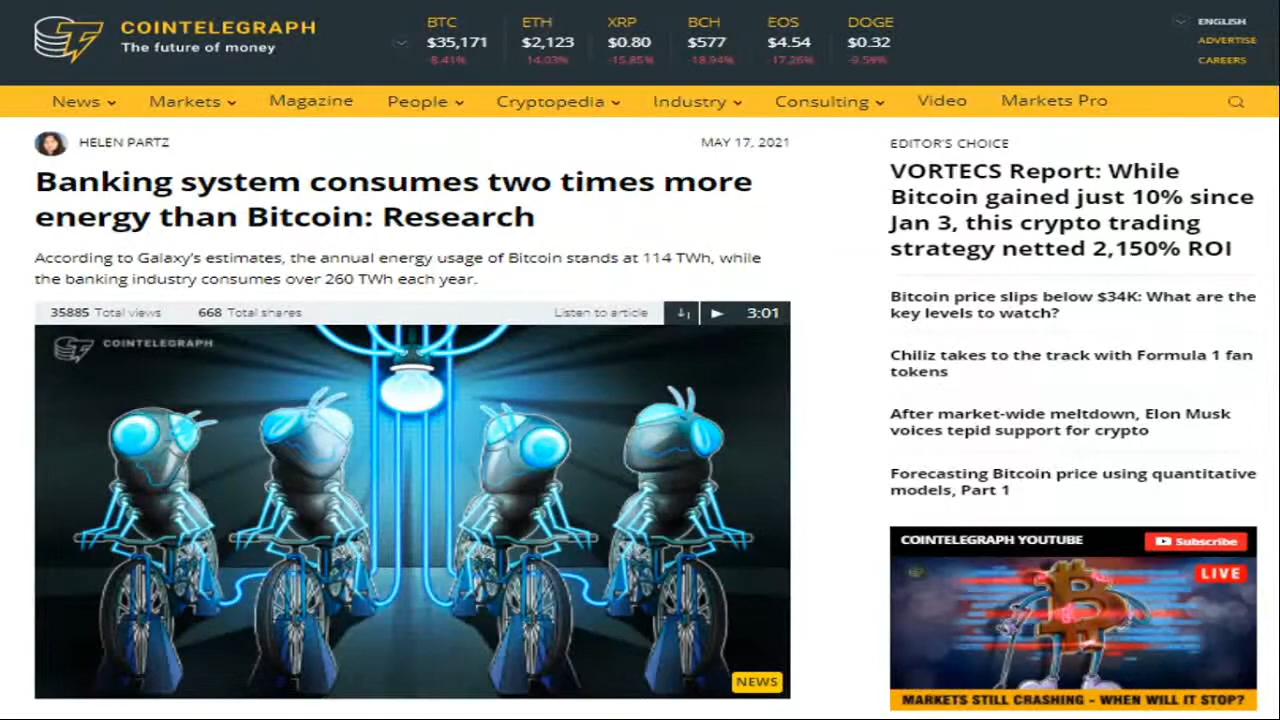 COINTELEGRAPH
The future of money
BTC
$35,171
-8.41%
ETH
$2,123
14.03%
XRP
$0.80
-15.85%
BCH
$577
-18.94%
EOS
$4.54
-17.26%
DOGE
$0.32
-9.59%
ENGLISH
ADVERTISE
CAREERS
News
Markets
Magazine
People
Cryptopedia
Industry
Consulting
Video
Markets Pro
HELEN PARTZ
MAY 17, 2021
Banking system consumes two times more
energy than Bitcoin: Research
According to Galaxy's estimates, the annual energy usage of Bitcoin stands at 114 TWh, while
the banking industry consumes over 260 TWh each year.
35885 Total views
668 Total shares
Listen to article
3:01
COINTELEGRAPH
NEWS
EDITOR'S CHOICE
VORTECS Report: While
Bitcoin gained just 10% since
Jan 3, this crypto trading
strategy netted 2,150% ROI
Bitcoin price slips below $34K: What are the
key levels to watch?
Chiliz takes to the track with Formula 1 fan
tokens
After market-wide meltdown, Elon Musk
voices tepid support for crypto
Forecasting Bitcoin price using quantitative
models, Part 1
COINTELEGRAPH YOUTUBE
Subscribe
LIVE
MARKETS STILL CRASHING - WHEN WILL IT STOP?